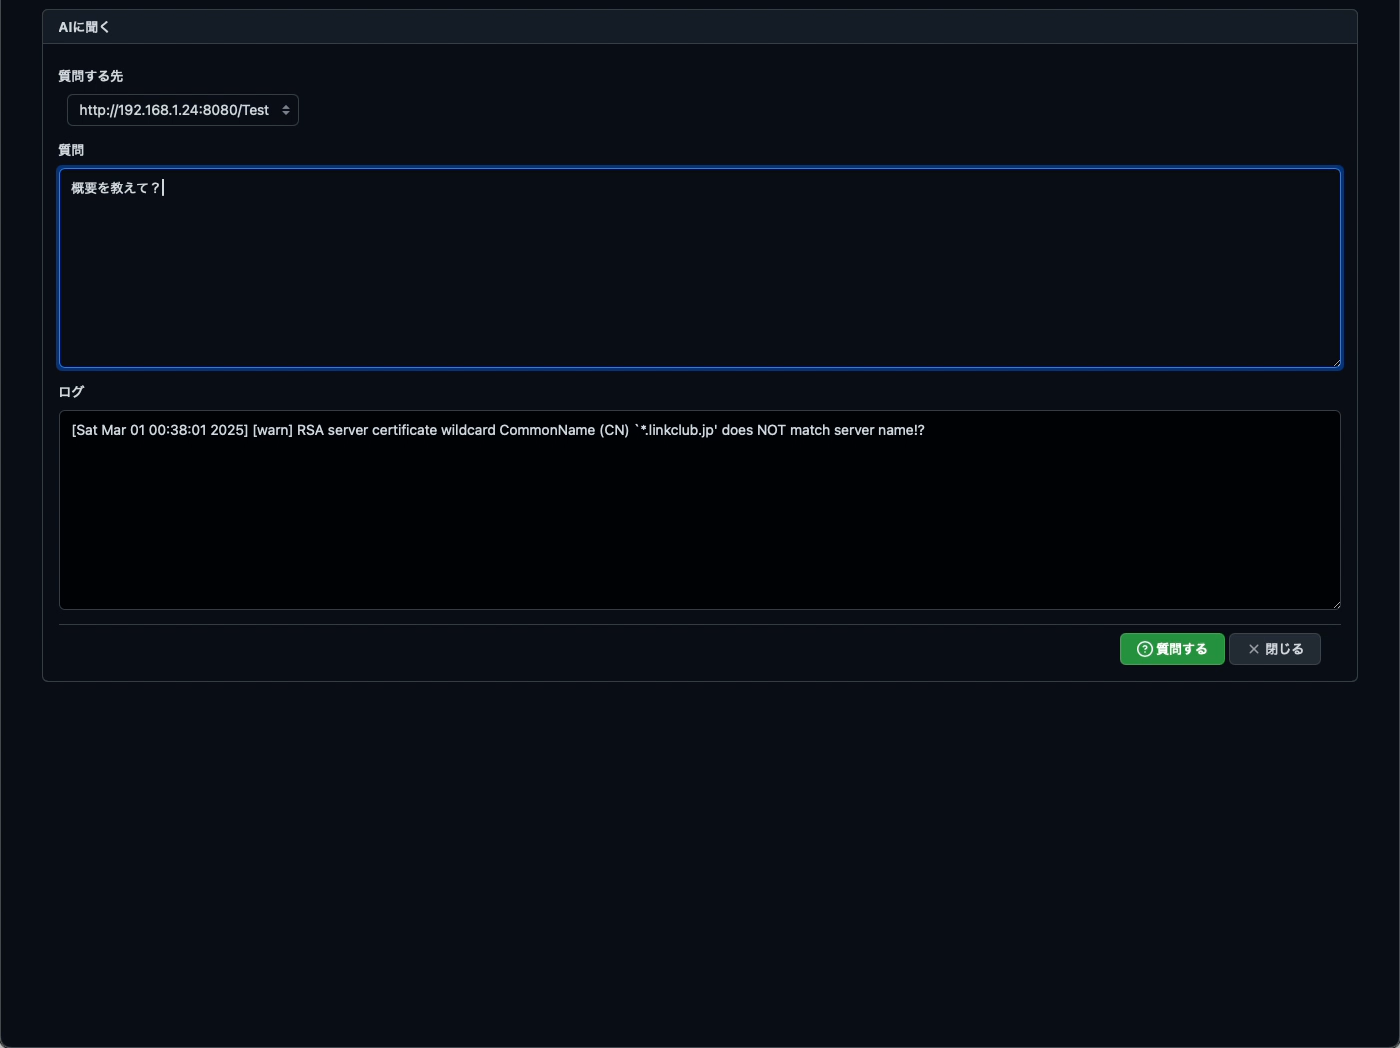 AIに聞く
質問する先
http://192.168.1.24:8080/Test
質問
概要を教えて？
ログ
[Sat Mar 01 00:38:01 2025] [warn] RSA server certificate wildcard CommonName (CN) `*.linkclub.jp' does NOT match server name!?
質問する
閉じる